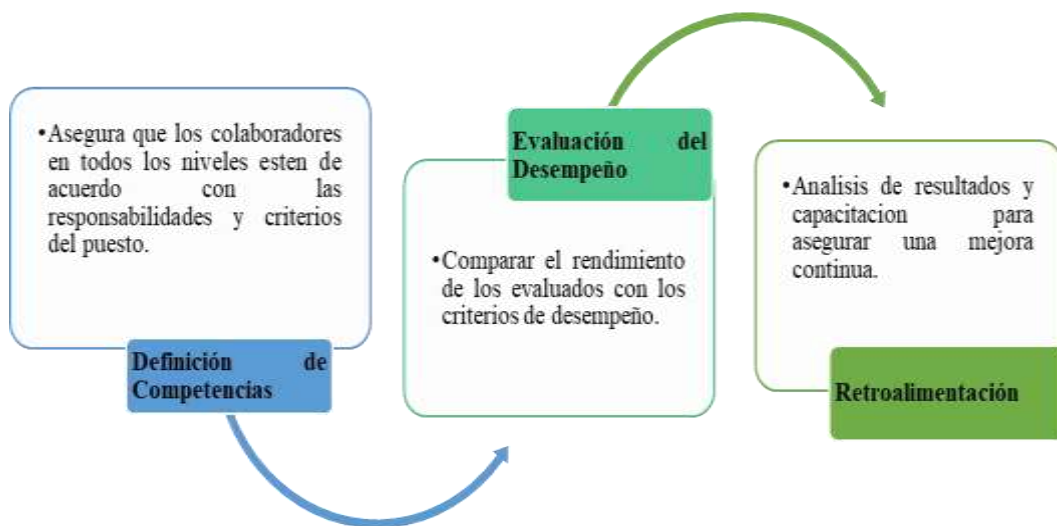 •Asegura que los colaboradores
en todos los niveles esten de
acuerdo con las
responsabilidades y criterios
del puesto.
Definición de
Competencias
Evaluación del
Desempeño
•Comparar el rendimiento
de los evaluados con los
criterios de desempeño.
•Analisis de resultados y
capacitacion para
asegurar una mejora
continua.
Retroalimentación